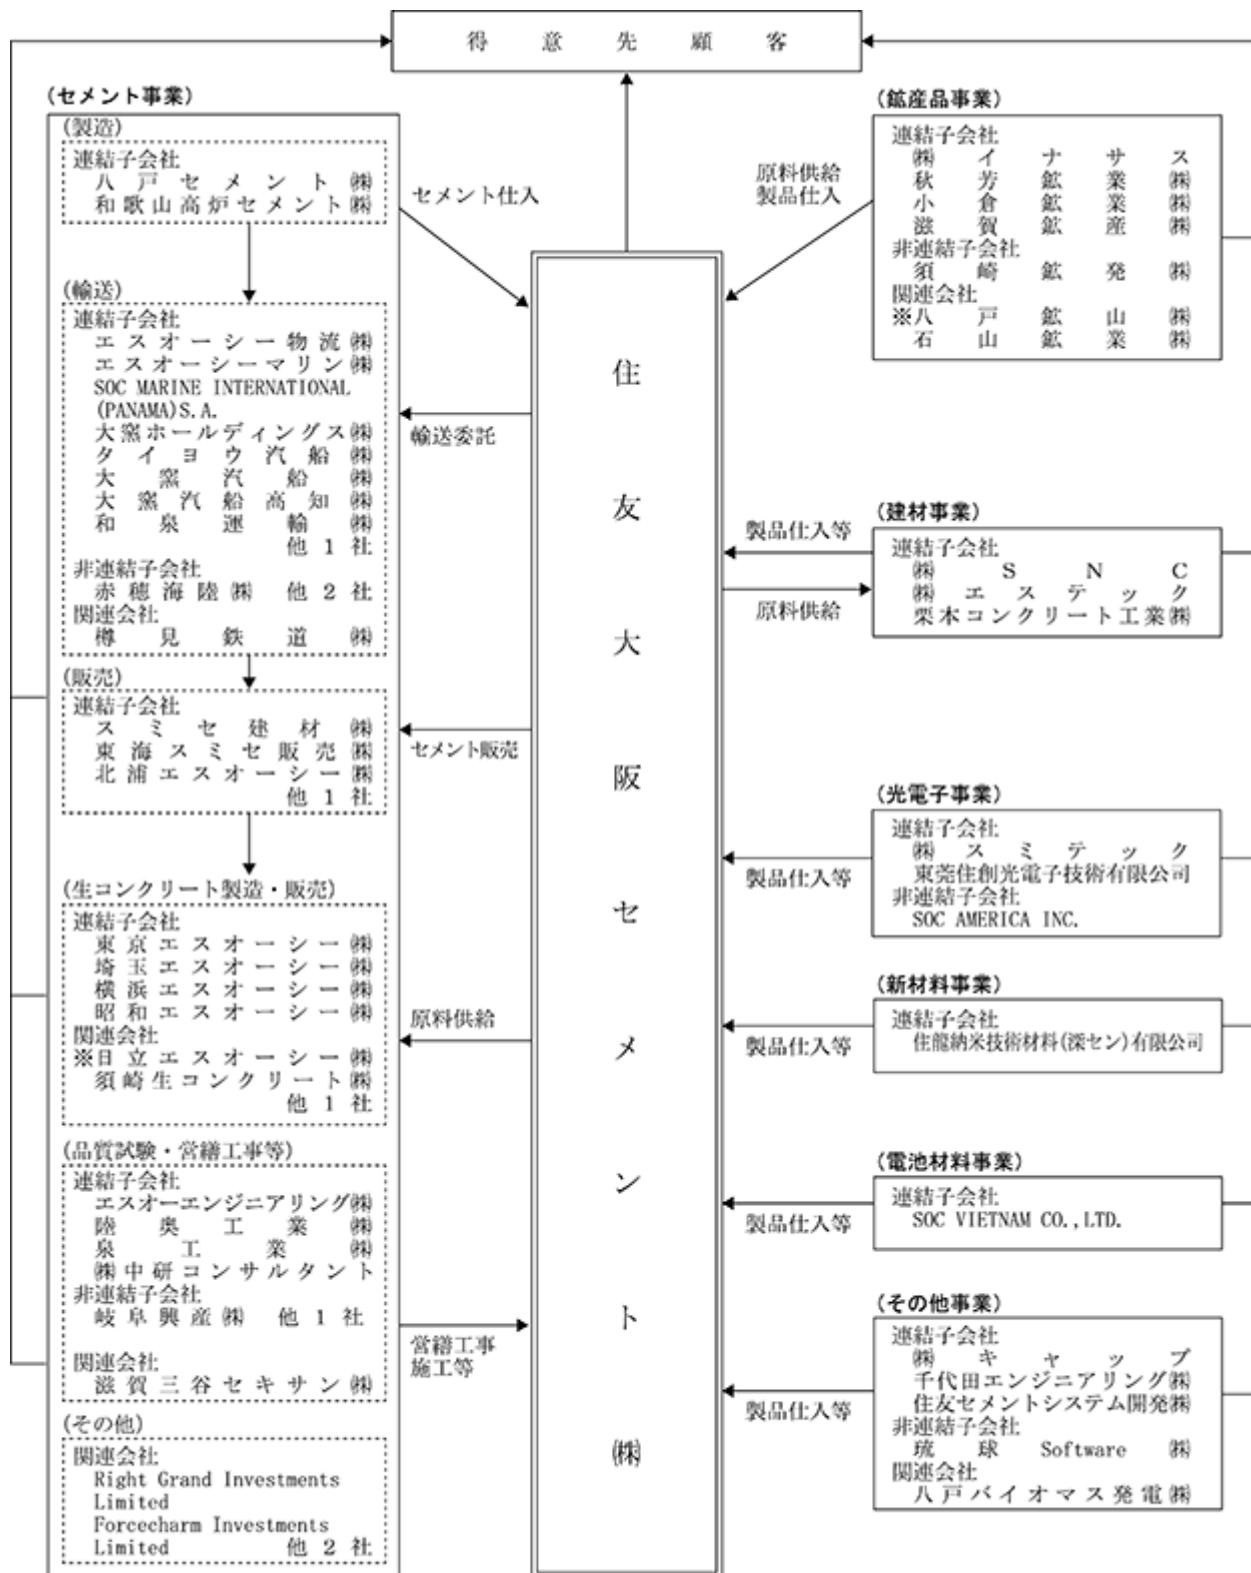 得意先顧客
(セメント事業)
(製造)
連結子会社
八戸セメント㈱
和歌山高炉セメント㈱
(輸送)
連結子会社
エスオーシー物流㈱
エスオーシーマリン㈱
SOC MARINE INTERNATIONAL
(PANAMA)S.A.
大窯ホールディングス㈱
タイヨウ汽船㈱
大窯汽船㈱
大窯汽船高知㈱
和泉運輸㈱
他1社
非連結子会社
赤穂海陸㈱ 他2社
関連会社
樽見鉄道㈱
(販売)
連結子会社
スミセ建材㈱
東海スミセ販売㈱
北浦エスオーシー㈱
他1社
(生コンクリート製造・販売)
連結子会社
東京エスオーシー㈱
埼玉エスオーシー㈱
横浜エスオーシー㈱
昭和エスオーシー㈱
関連会社
※日立エスオーシー㈱
須崎生コンクリート㈱
他1社
(品質試験・営繕工事等)
連結子会社
エスオーエンジニアリング㈱
陸奥工業㈱
泉工業㈱
㈱中研コンサルタント
非連結子会社
岐阜興産㈱ 他1社
関連会社
滋賀三谷セキサン㈱
(その他)
関連会社
Right Grand Investments
Limited
Forcecharm Investments
Limited 他2社
セメント仕入
輸送委託
セメント販売
原料供給
営繕工事
施工等
住友大阪セメント㈱
原料供給
製品仕入
製品仕入等
原料供給
製品仕入等
製品仕入等
製品仕入等
製品仕入等
(鉱産品事業)
連結子会社
㈱イナサス
秋芳鉱業㈱
小倉鉱業㈱
滋賀鉱産㈱
非連結子会社
須崎鉱発㈱
関連会社
※八戸鉱山㈱
石山鉱業㈱
(建材事業)
連結子会社
㈱SNC
㈱エステック
栗本コンクリート工業㈱
(光電子事業)
連結子会社
㈱スミテック
東莞住創光電子技術有限公司
非連結子会社
SOC AMERICA INC.
(新材料事業)
連結子会社
住龍納米技術材料(深セン)有限公司
(電池材料事業)
連結子会社
SOC VIETNAM CO.,LTD.
(その他事業)
連結子会社
㈱キャップ
千代田エンジニアリング㈱
住友セメントシステム開発㈱
非連結子会社
琉球Software㈱
関連会社
八戸バイオマス発電㈱